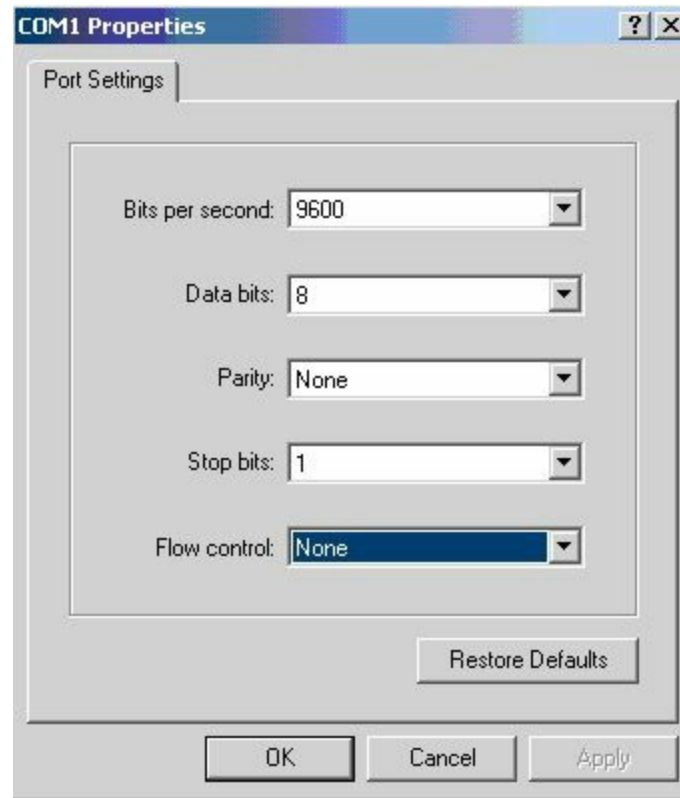 COM1 Properties
Port Settings
Bits per second: 9600
Data bits: 8
Parity: None
Stop bits: 1
Flow control: None
Restore Defaults
OK Cancel Apply